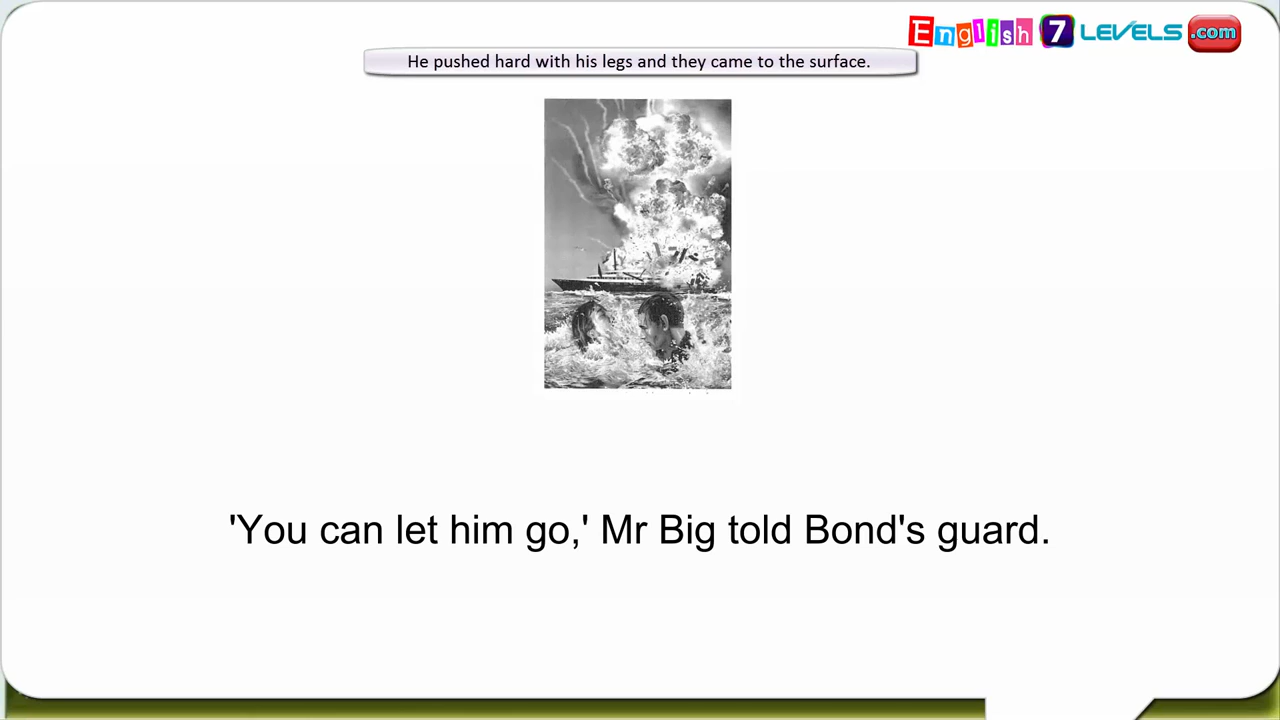 English 7 LEVELS .com
He pushed hard with his legs and they came to the surface.
'You can let him go,' Mr Big told Bond's guard.